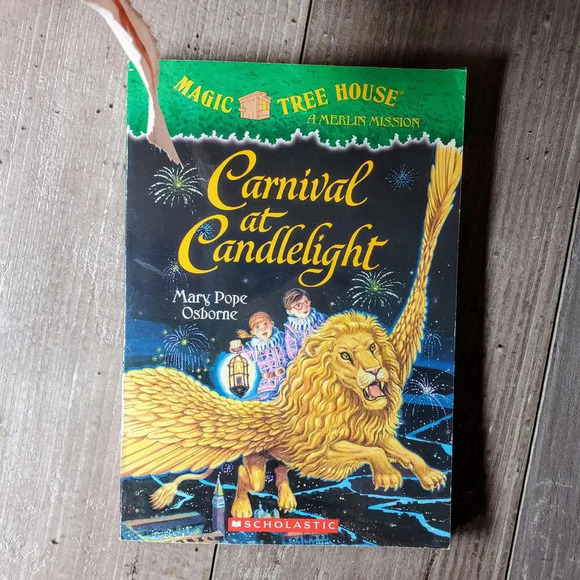 MAGIC TREE HOUSE®
A MERLIN MISSION
Carnival
at
Candlelight
Mary Pope
Osborne
SCHOLASTIC